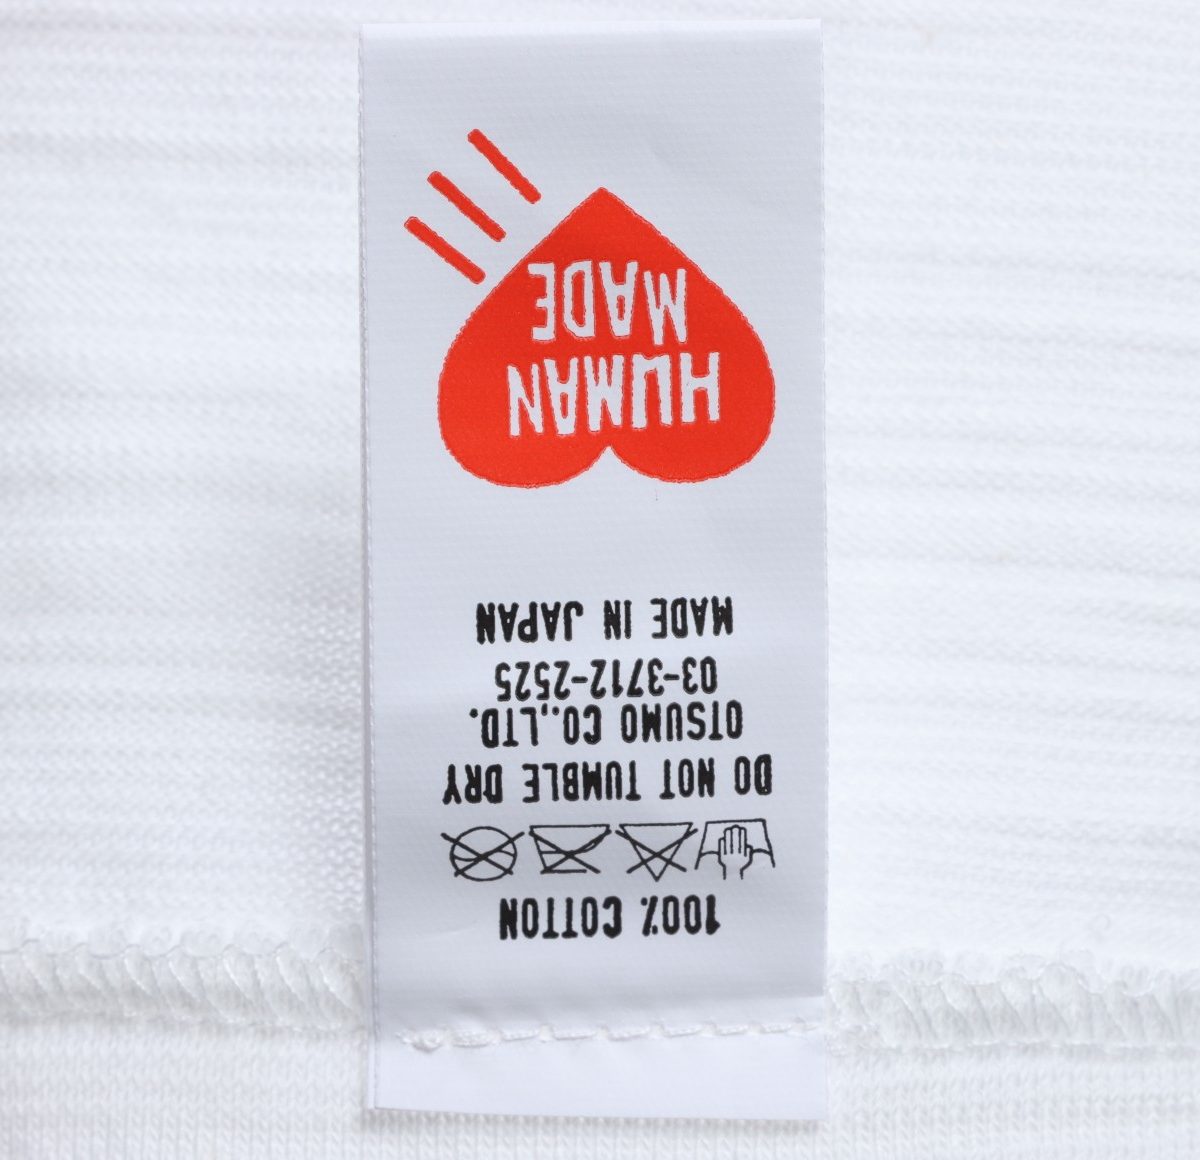 100% COTTON
DO NOT TUMBLE DRY
OTSUMO CO.,LTD.
03-3712-2525
MADE IN JAPAN
HUMAN
MADE